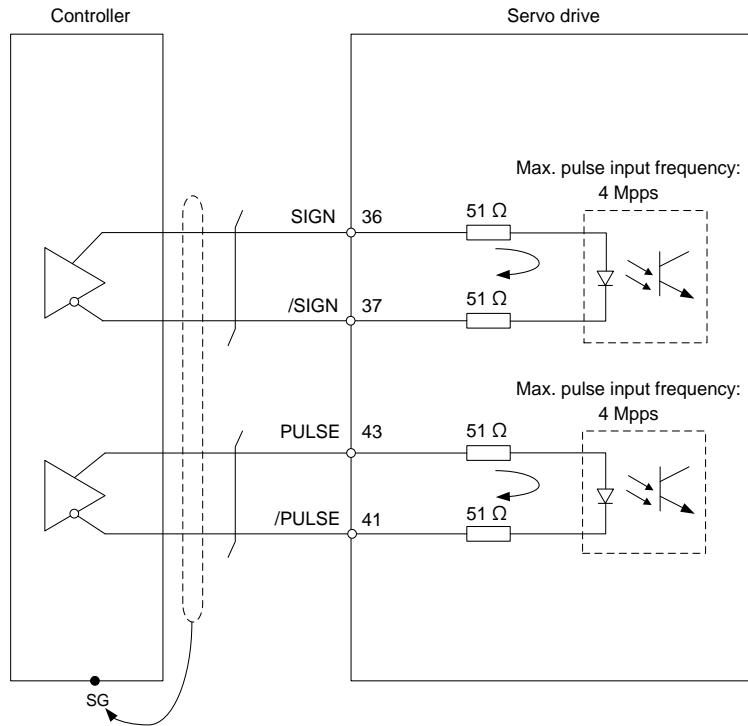 Controller
Servo drive
Max. pulse input frequency:
4 Mpps
SIGN 36
51 Ω
/SIGN 37
51 Ω
Max. pulse input frequency:
4 Mpps
PULSE 43
51 Ω
/PULSE 41
51 Ω
SG